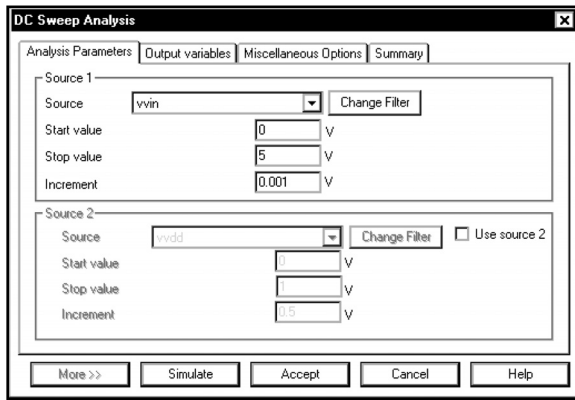 DC Sweep Analysis
Analysis Parameters Output variables Miscellaneous Options Summary
Source 1
Source vvin Change Filter
Start value 0 V
Stop value 5 V
Increment 0.001 V
Source 2
Source vvdd Change Filter Use source 2
Start value 0 V
Stop value 1 V
Increment 0.5 V
More >> Simulate Accept Cancel Help